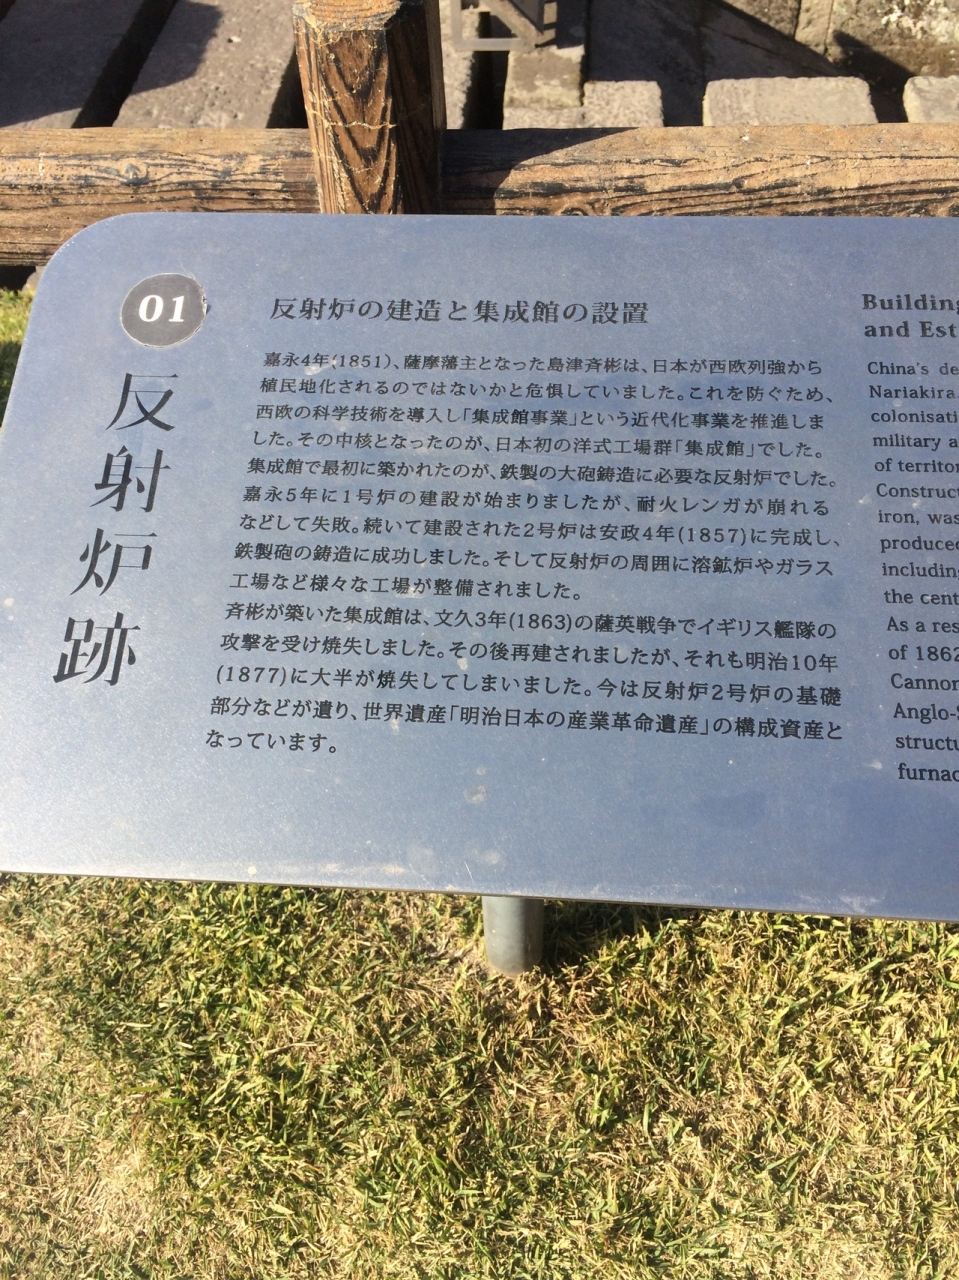 01
反射炉跡
反射炉の建造と集成館の設置
嘉永4年(1851)、薩摩藩主となった島津斉彬は、日本が西欧列強から
植民地化されるのではないかと危惧していました。これを防ぐため、
西欧の科学技術を導入し「集成館事業」という近代化事業を推進しま
した。その中核となったのが、日本初の洋式工場群「集成館」でした。
集成館で最初に築かれたのが、鉄製の大砲鋳造に必要な反射炉でした。
嘉永5年に1号炉の建設が始まりましたが、耐火レンガが崩れる
などして失敗。続いて建設された2号炉は安政4年(1857)に完成し、
鉄製砲の鋳造に成功しました。そして反射炉の周囲に溶鉱炉やガラス
工場など様々な工場が整備されました。
斉彬が築いた集成館は、文久3年(1863)の薩英戦争でイギリス艦隊の
攻撃を受け焼失しました。その後再建されましたが、それも明治10年
(1877)に大半が焼失してしまいました。今は反射炉2号炉の基礎
部分などが遺り、世界遺産「明治日本の産業革命遺産」の構成資産と
なっています。
Building
and Est
China's de
Nariakira.
colonisati
military a
of territor
Construct
iron, was
produced
including
the cent
As a res
of 1862
Cannon
Anglo-S
structu
furnac